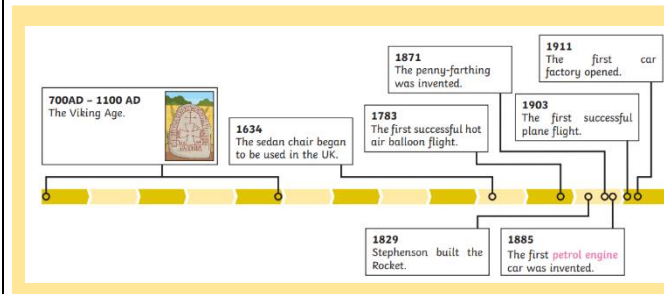 700AD – 1100 AD
The Viking Age.
1634
The sedan chair began
to be used in the UK.
1783
The first successful hot
air balloon flight.
1871
The penny-farthing
was invented.
1903
The first successful
plane flight.
1911
The first car
factory opened.
1829
Stephenson built the
Rocket.
1885
The first petrol engine
car was invented.